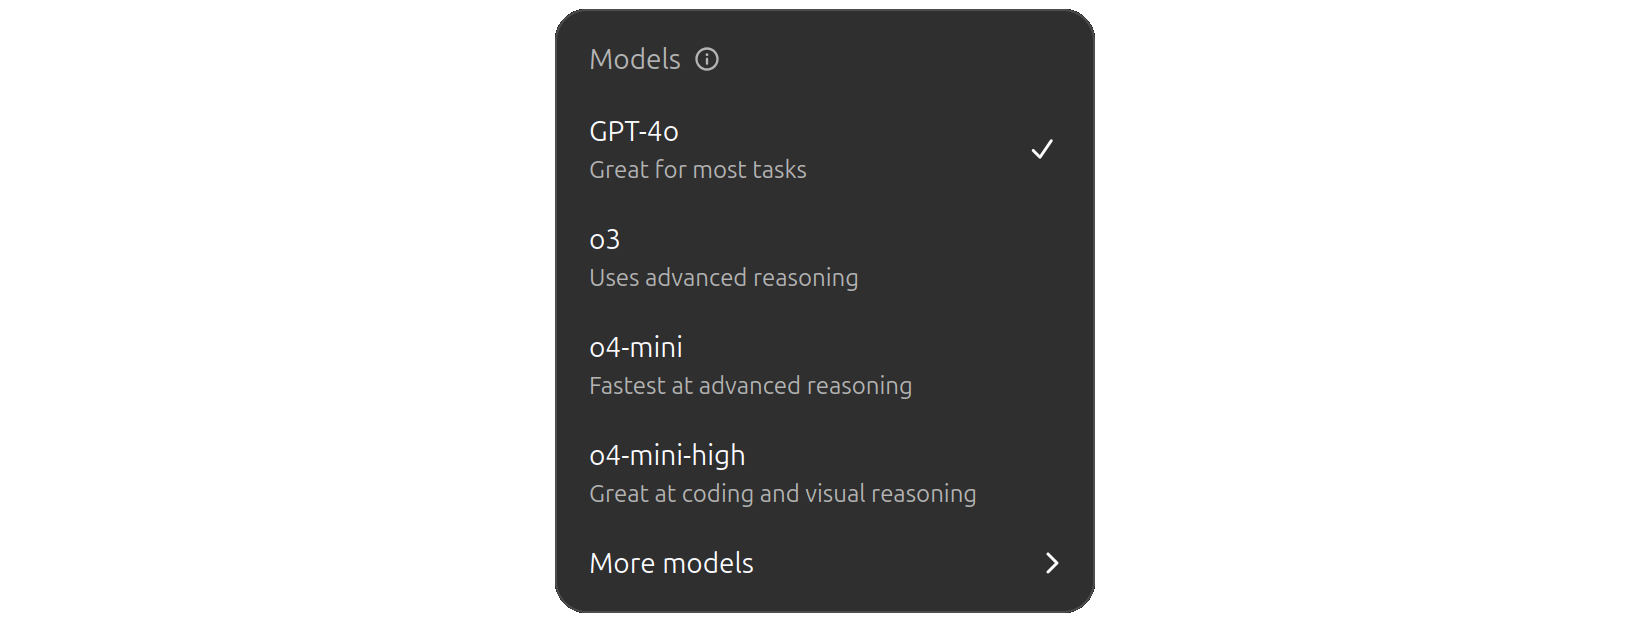 Models
GPT-4o
Great for most tasks
o3
Uses advanced reasoning
o4-mini
Fastest at advanced reasoning
o4-mini-high
Great at coding and visual reasoning
More models